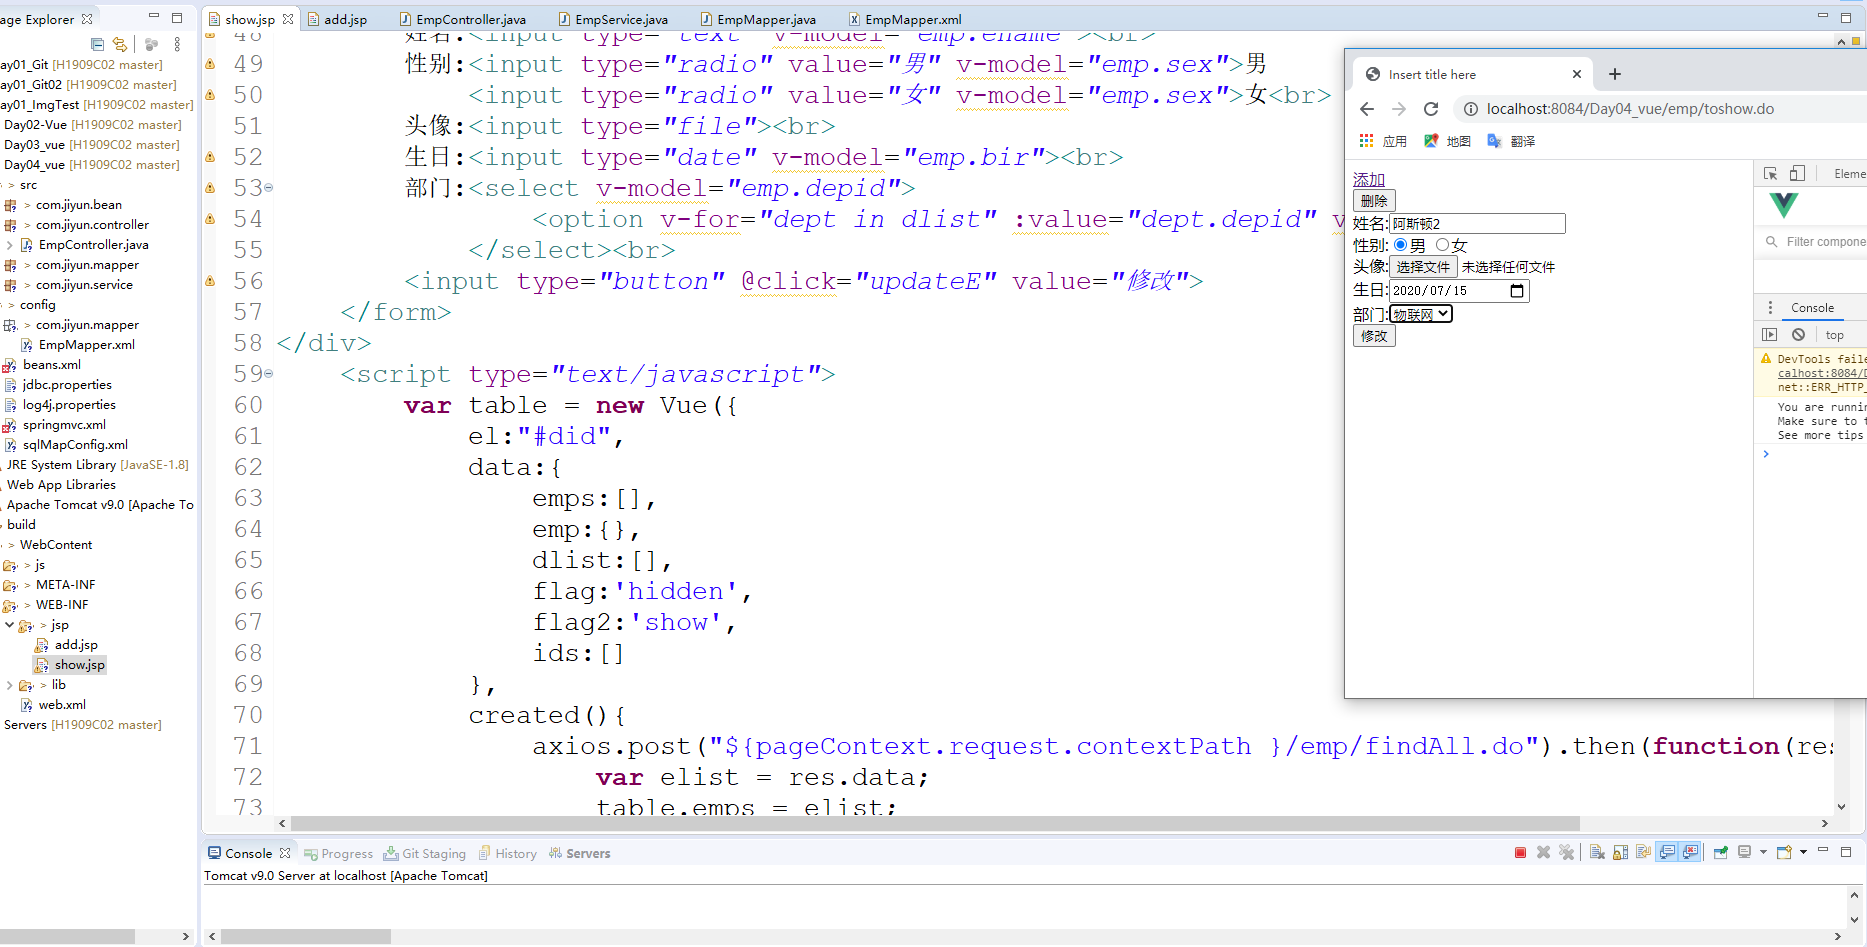 age Explorer
ay01_Git [H1909C02 master]
ay01_Git02 [H1909C02 master]
ay01_ImgTest [H1909C02 master]
Day02-Vue [H1909C02 master]
Day03_vue [H1909C02 master]
Day04_vue [H1909C02 master]
> src
> com.jiyun.bean
> com.jiyun.controller
> EmpController.java
> com.jiyun.mapper
> com.jiyun.service
> config
> com.jiyun.mapper
EmpMapper.xml
beans.xml
jdbc.properties
log4j.properties
springmvc.xml
sqlMapConfig.xml
JRE System Library [JavaSE-1.8]
Web App Libraries
Apache Tomcat v9.0 [Apache To
build
> WebContent
> js
> META-INF
> WEB-INF
> jsp
add.jsp
show.jsp
> lib
web.xml
Servers [H1909C02 master]
show.jsp add.jsp EmpController.java EmpService.java EmpMapper.java EmpMapper.xml
48 姓名:<input type="text" v-model="emp.ename"><br>
49 性别:<input type="radio" value="男" v-model="emp.sex">男
50 <input type="radio" value="女" v-model="emp.sex">女<br>
51 头像:<input type="file"><br>
52 生日:<input type="date" v-model="emp.bir"><br>
53 部门:<select v-model="emp.depid">
54 <option v-for="dept in dlist" :value="dept.depid" v
55 </select><br>
56 <input type="button" @click="updateE" value="修改">
57 </form>
58 </div>
59 <script type="text/javascript">
60 var table = new Vue({
61 el:"#did",
62 data:{
63 emps:[],
64 emp:{},
65 dlist:[],
66 flag:'hidden',
67 flag2:'show',
68 ids:[]
69 },
70 created(){
71 axios.post("${pageContext.request.contextPath }/emp/findAll.do").then(function(res
72 var elist = res.data;
73 table.emps = elist;
Insert title here
localhost:8084/Day04_vue/emp/toshow.do
应用 地图 翻译
添加
删除
姓名:阿斯顿2
性别: 男 女
头像: 选择文件 未选择任何文件
生日: 2020/07/15
部门: 物联网
修改
Eleme
Filter compone
Console
top
DevTools faile
calhost:8084/D
net::ERR_HTTP_
You are runnin
Make sure to t
See more tips
>
Console Progress Git Staging History Servers
Tomcat v9.0 Server at localhost [Apache Tomcat]